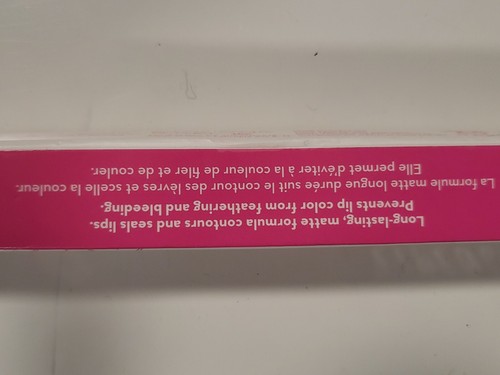 Long-lasting, matte formula contours and seals lips.
Prevents lip color from feathering and bleeding.
La formule matte longue durée suit le contour des lèvres et scelle la couleur.
Elle permet d'éviter à la couleur de filer et de couler.